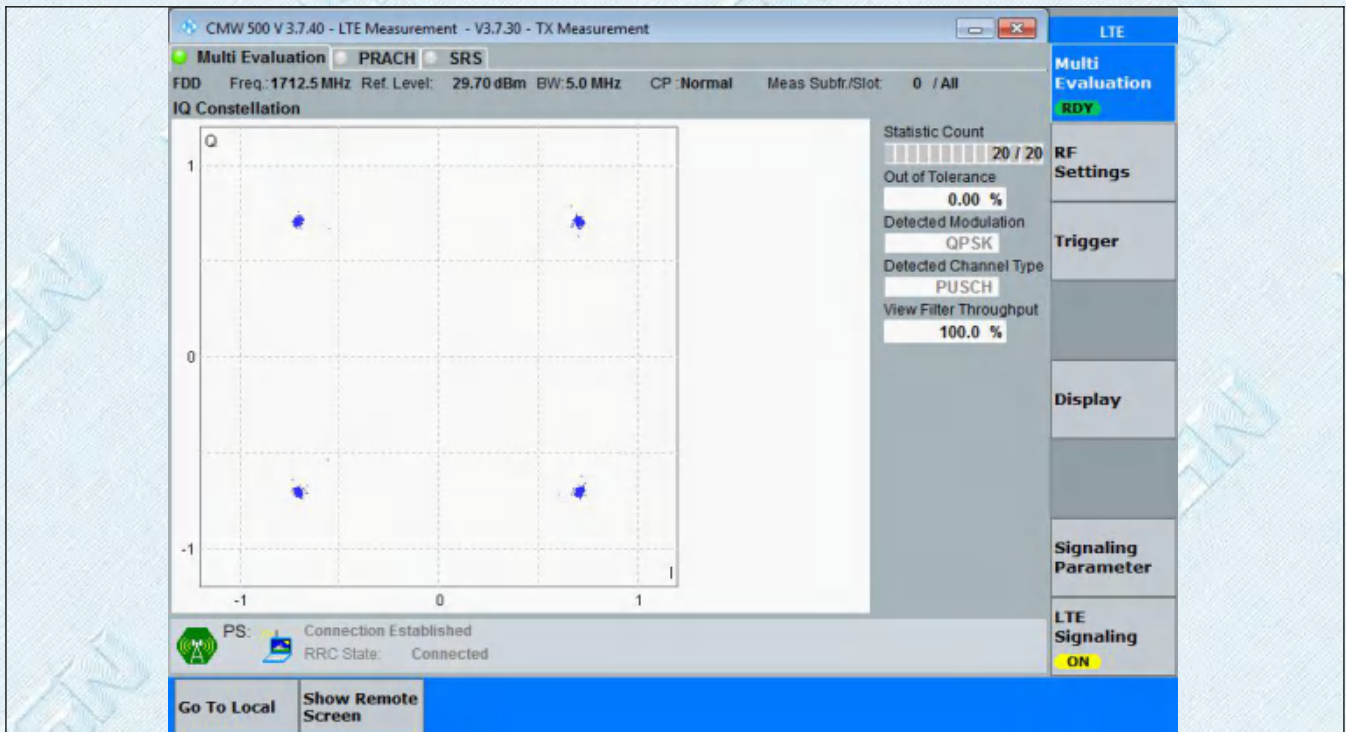 CMW 500 V 3.7.40 - LTE Measurement - V3.7.30 - TX Measurement
LTE
Multi Evaluation PRACH SRS
FDD Freq.:1712.5 MHz Ref. Level: 29.70 dBm BW:5.0 MHz CP :Normal Meas Subfr./Slot: 0 / All
IQ Constellation
Q
1
0
-1
I
-1 0 1
Statistic Count
20 / 20
Out of Tolerance
0.00 %
Detected Modulation
QPSK
Detected Channel Type
PUSCH
View Filter Throughput
100.0 %
Multi
Evaluation
RDY
RF
Settings
Trigger
Display
Signaling
Parameter
LTE
Signaling
ON
PS: Connection Established
RRC State: Connected
Go To Local
Show Remote
Screen